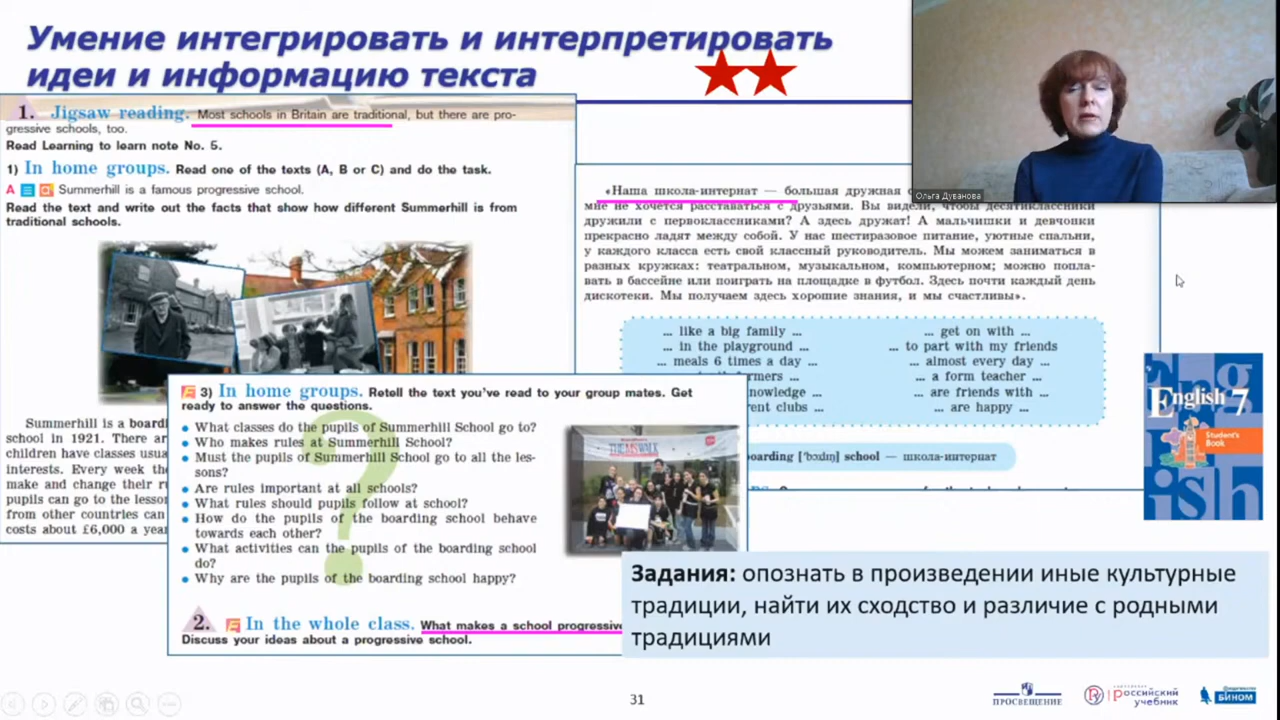 Умение интегрировать и интерпретировать
идеи и информацию текста
1. Jigsaw reading. Most schools in Britain are traditional, but there are pro-
gressive schools, too.
Read Learning to learn note No. 5.
1) In home groups. Read one of the texts (A, B or C) and do the task.
A Summerhill is a famous progressive school.
Read the text and write out the facts that show how different Summerhill is from
traditional schools.
Summerhill is a boardi
school in 1921. There ar
children have classes usua
interests. Every week the
make and change their ru
pupils can go to the lesson
from other countries can
costs about £6,000 a year
3) In home groups. Retell the text you've read to your group mates. Get
ready to answer the questions.
What classes do the pupils of Summerhill School go to?
Who makes rules at Summerhill School?
Must the pupils of Summerhill School go to all the les-
sons?
Are rules important at all schools?
What rules should pupils follow at school?
How do the pupils of the boarding school behave
towards each other?
What activities can the pupils of the boarding school
do?
Why are the pupils of the boarding school happy?
2. In the whole class. What makes a school progressive
Discuss your ideas about a progressive school.
«Наша школа-интернат — большая дружная
мне не хочется расставаться с друзьями. Вы видели, чтобы десятиклассники
дружили с первоклассниками? А здесь дружат! А мальчишки и девчонки
прекрасно ладят между собой. У нас шестиразовое питание, уютные спальни,
у каждого класса есть свой классный руководитель. Мы можем заниматься в
разных кружках: театральном, музыкальном, компьютерном; можно попла-
вать в бассейне или поиграть на площадке в футбол. Здесь почти каждый день
дискотеки. Мы получаем здесь хорошие знания, и мы счастливы».
... like a big family ...
... in the playground ...
... meals 6 times a day ...
rmers ...
nowledge ...
rent clubs ...
... get on with ...
... to part with my friends
... almost every day ...
... a form teacher ...
... are friends with ...
... are happy ...
oarding ['bɔːdɪŋ] school — школа-интернат
Ольга Дуванова
English 7
Student's
Book
Задания: опознать в произведении иные культурные
традиции, найти их сходство и различие с родными
традициями
31
ПРОСВЕЩЕНИЕ
российский
учебник
БИНОМ